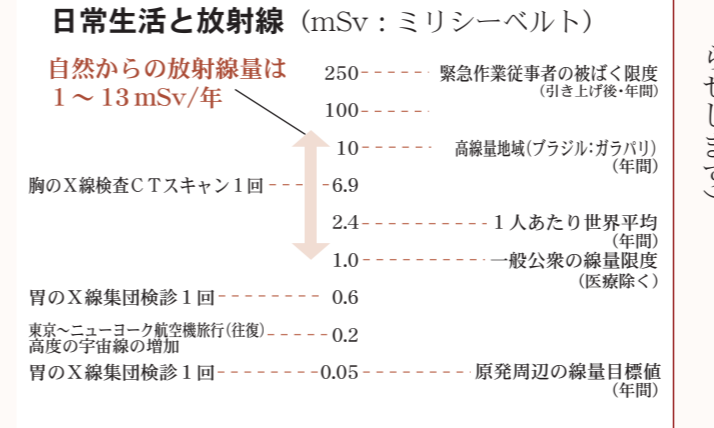 日常生活と放射線（mSv：ミリシーベルト）
自然からの放射線量は
1〜13mSv/年
250 緊急作業従事者の被ばく限度
（引き上げ後・年間）
100
10 高線量地域（ブラジル：ガラパリ）
（年間）
胸のX線検査CTスキャン1回 6.9
2.4 1人あたり世界平均
（年間）
1.0 一般公衆の線量限度
（医療除く）
胃のX線集団検診1回 0.6
東京〜ニューヨーク航空機旅行（往復） 0.2
高度の宇宙線の増加
胃のX線集団検診1回 0.05 原発周辺の線量目標値
（年間）
らせします）